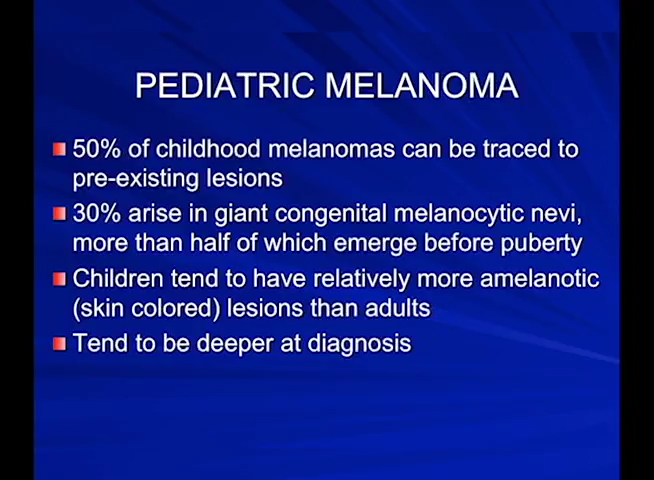 PEDIATRIC MELANOMA
50% of childhood melanomas can be traced to
pre-existing lesions
30% arise in giant congenital melanocytic nevi,
more than half of which emerge before puberty
Children tend to have relatively more amelanotic
(skin colored) lesions than adults
Tend to be deeper at diagnosis